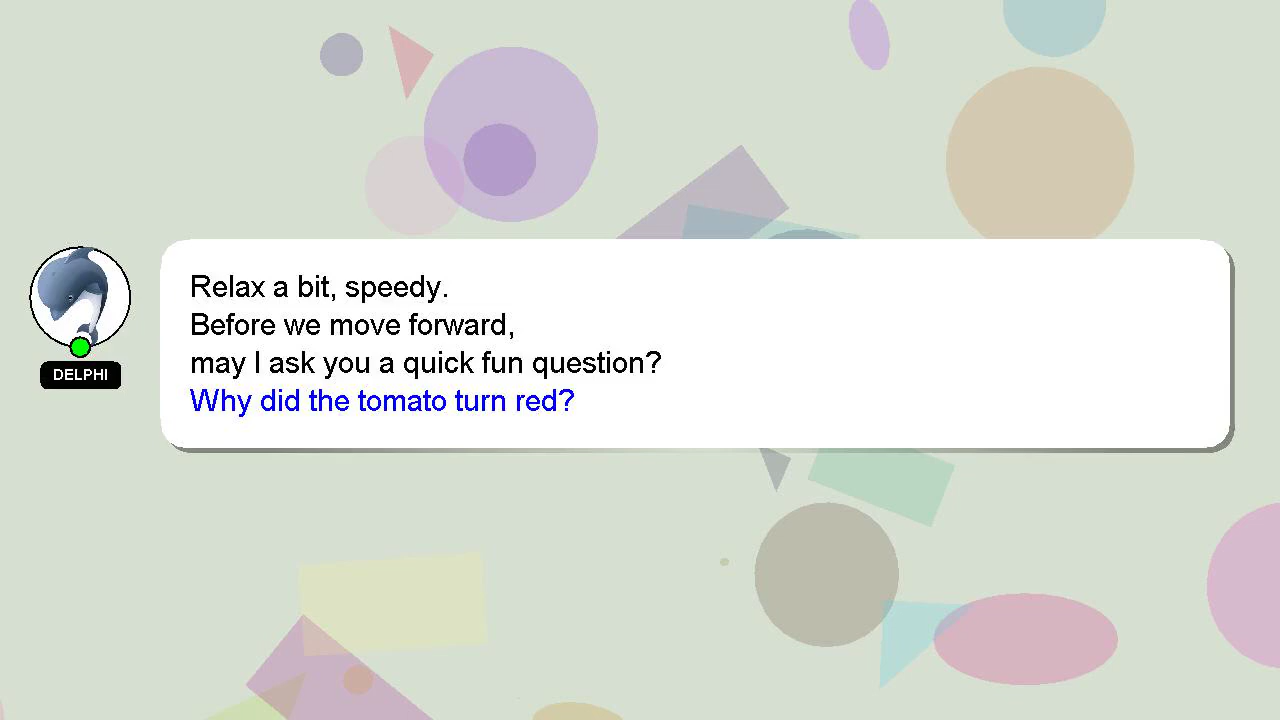 Relax a bit, speedy.
Before we move forward,
may I ask you a quick fun question?
Why did the tomato turn red?
DELPHI